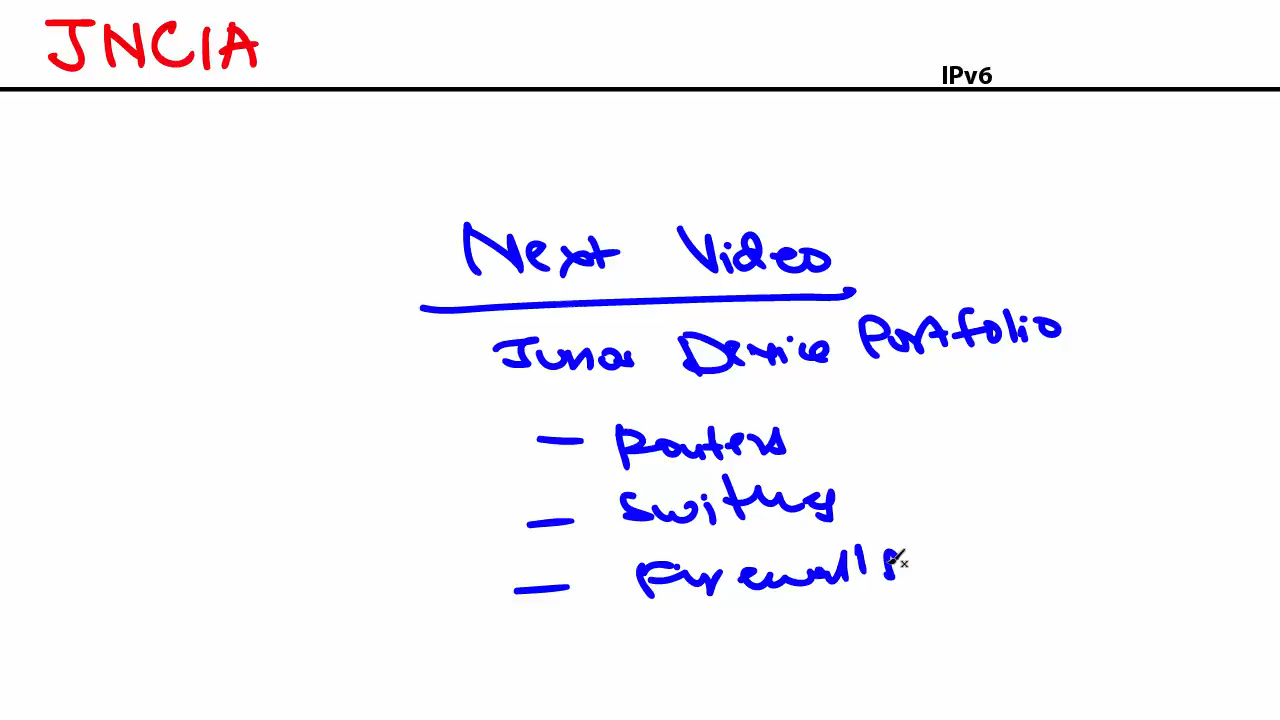 JNCIA
IPv6
Next Video
Junos Device Portfolio
- Routers
- Switches
- Firewalls